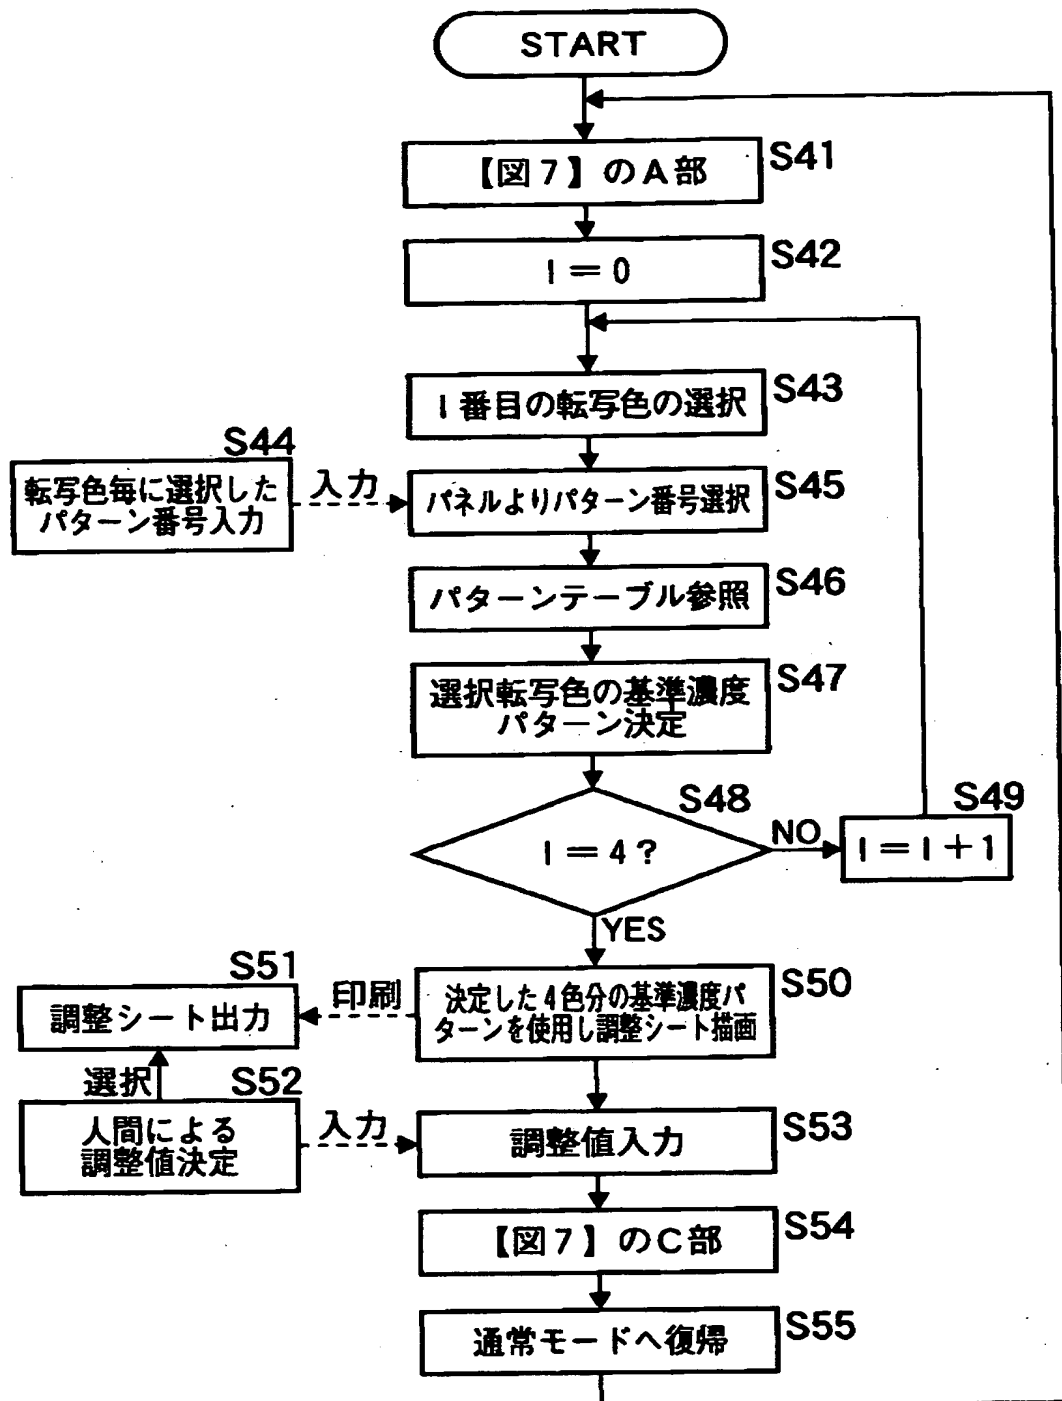 START
【図7】のA部
S41
I=0
S42
I番目の転写色の選択
S43
S44
転写色毎に選択した
パターン番号入力
入力
パネルよりパターン番号選択
S45
パターンテーブル参照
S46
選択転写色の基準濃度
パターン決定
S47
I=4?
S48
NO
S49
I=I+1
YES
S51
調整シート出力
印刷
決定した4色分の基準濃度パ
ターンを使用し調整シート描画
S50
選択
S52
人間による
調整値決定
入力
調整値入力
S53
【図7】のC部
S54
通常モードへ復帰
S55